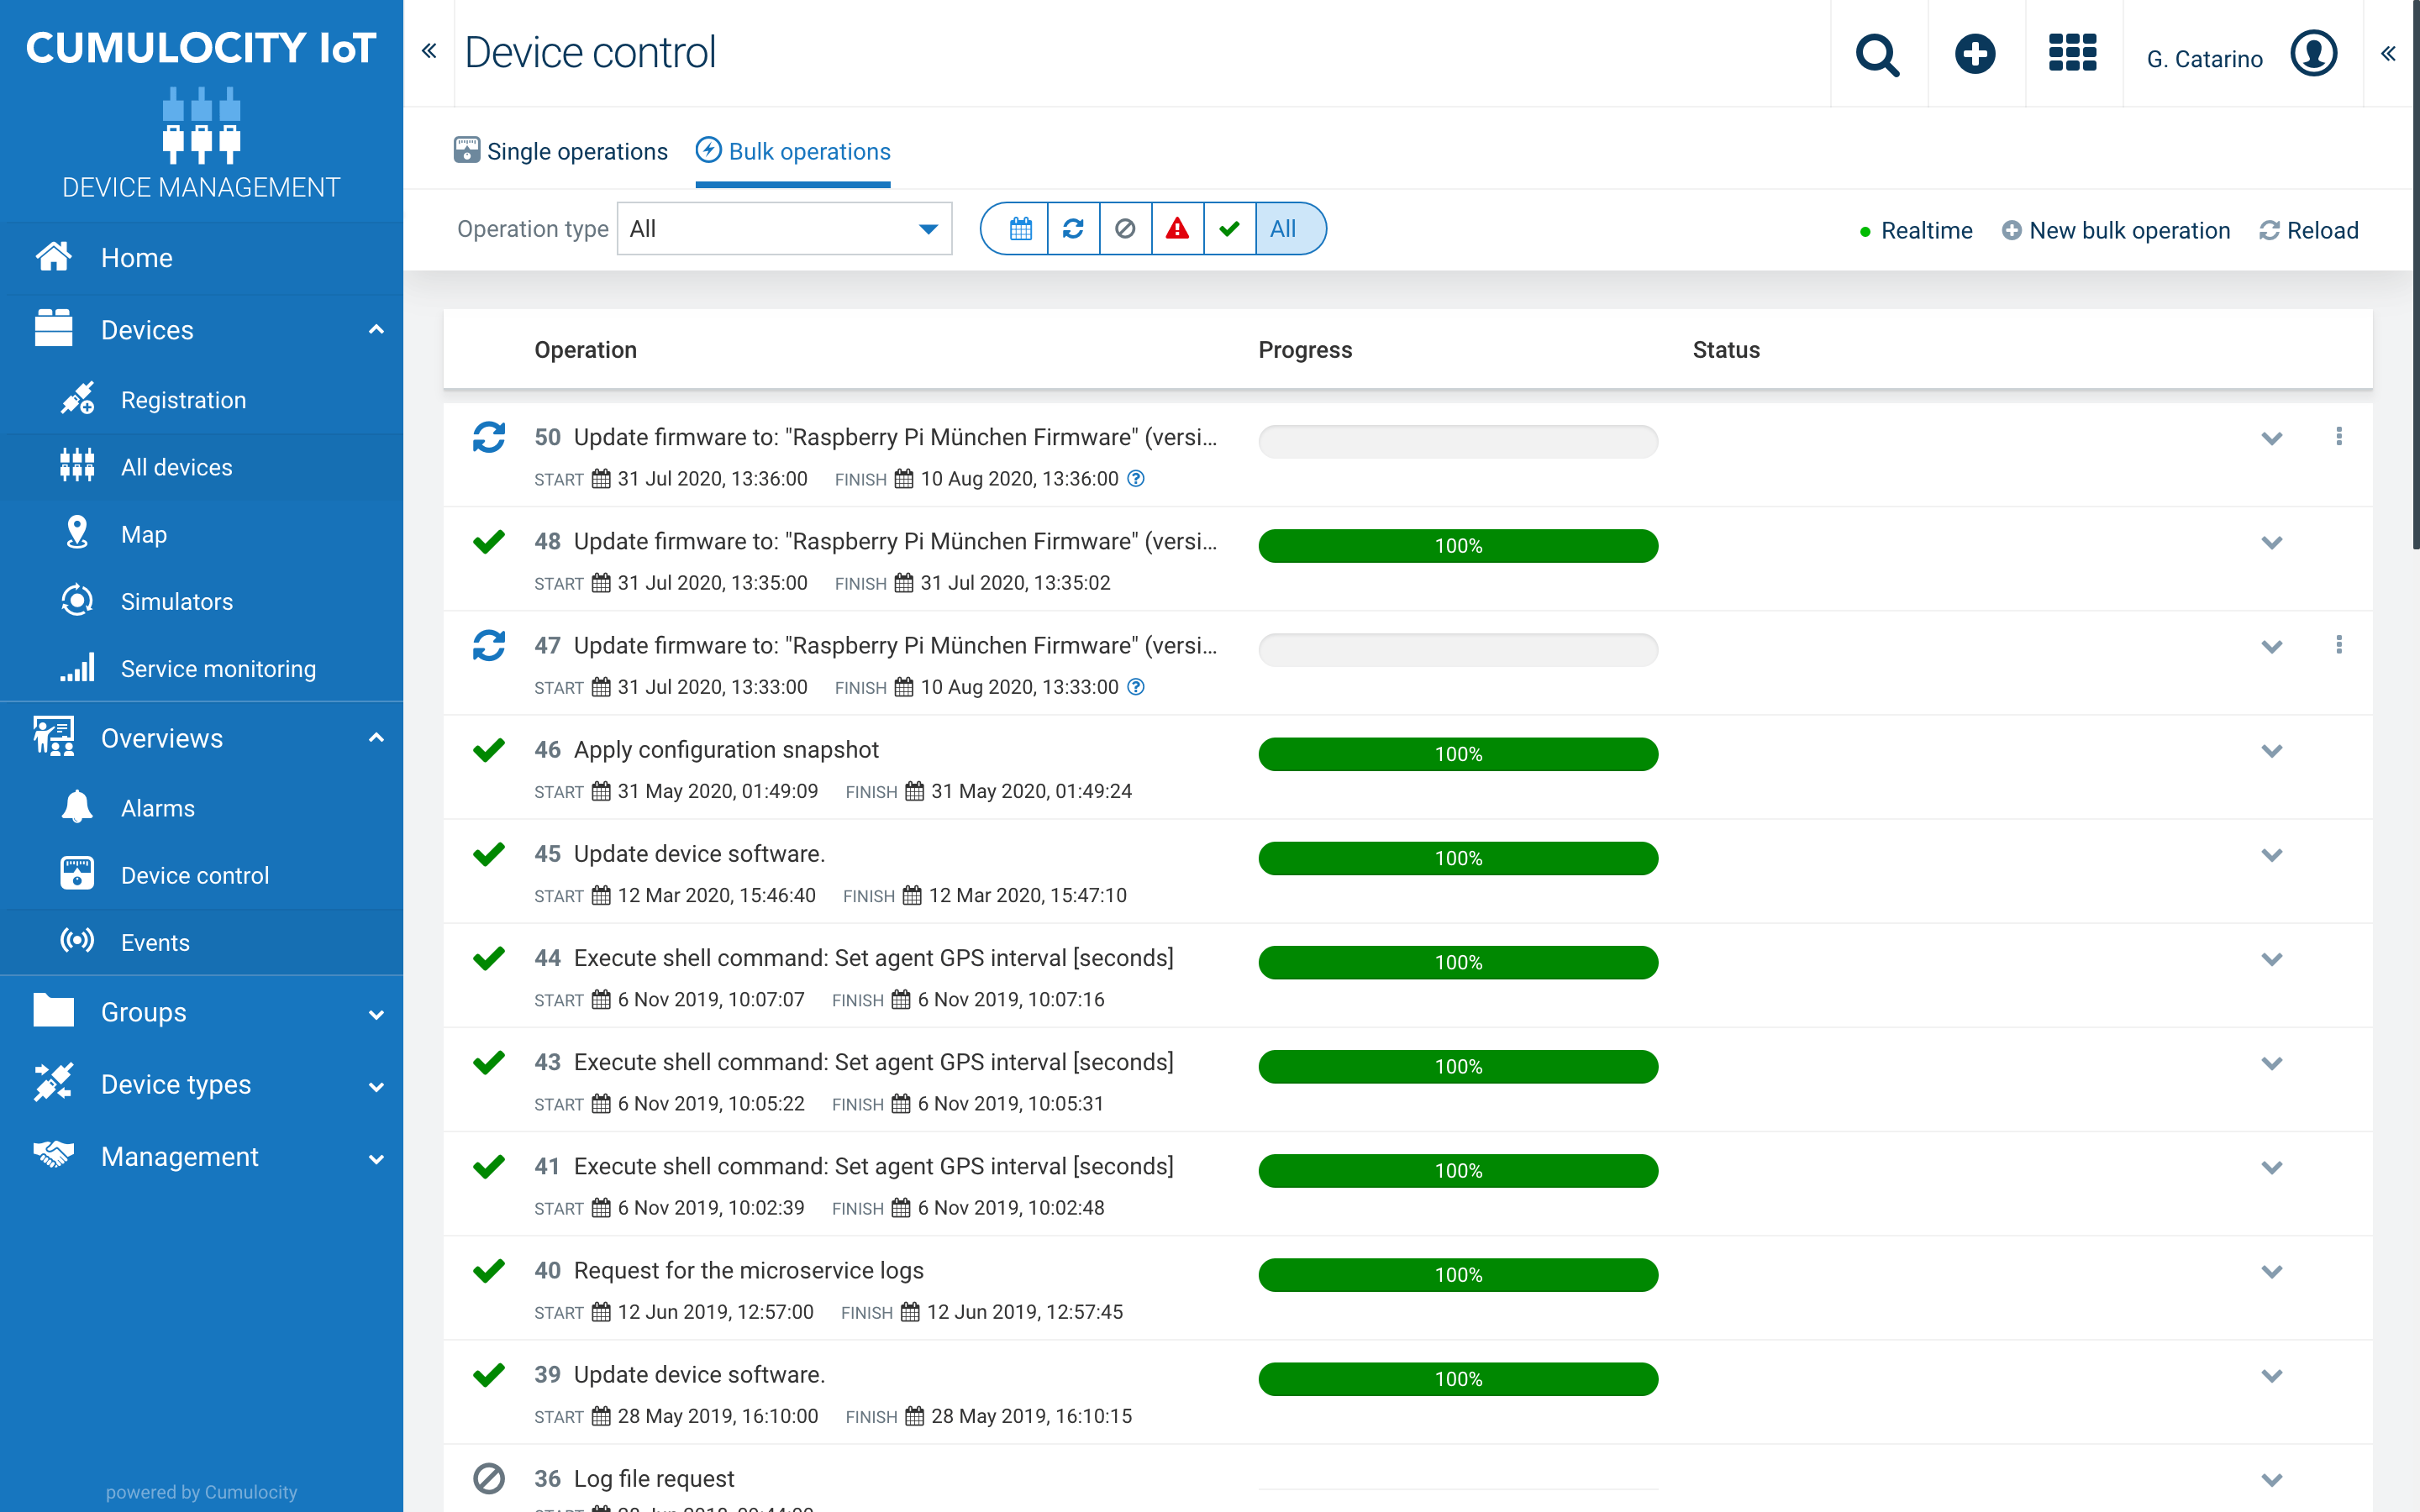 CUMULOCITY IoT
DEVICE MANAGEMENT
Home
Devices
Registration
All devices
Map
Simulators
Service monitoring
Overviews
Alarms
Device control
Events
Groups
Device types
Management
powered by Cumulocity
Device control
G. Catarino
Single operations
Bulk operations
Operation type
All
All
Realtime
New bulk operation
Reload
Operation Progress Status
50 Update firmware to: "Raspberry Pi München Firmware" (versi...
START 31 Jul 2020, 13:36:00 FINISH 10 Aug 2020, 13:36:00
48 Update firmware to: "Raspberry Pi München Firmware" (versi... 100%
START 31 Jul 2020, 13:35:00 FINISH 31 Jul 2020, 13:35:02
47 Update firmware to: "Raspberry Pi München Firmware" (versi...
START 31 Jul 2020, 13:33:00 FINISH 10 Aug 2020, 13:33:00
46 Apply configuration snapshot 100%
START 31 May 2020, 01:49:09 FINISH 31 May 2020, 01:49:24
45 Update device software. 100%
START 12 Mar 2020, 15:46:40 FINISH 12 Mar 2020, 15:47:10
44 Execute shell command: Set agent GPS interval [seconds] 100%
START 6 Nov 2019, 10:07:07 FINISH 6 Nov 2019, 10:07:16
43 Execute shell command: Set agent GPS interval [seconds] 100%
START 6 Nov 2019, 10:05:22 FINISH 6 Nov 2019, 10:05:31
41 Execute shell command: Set agent GPS interval [seconds] 100%
START 6 Nov 2019, 10:02:39 FINISH 6 Nov 2019, 10:02:48
40 Request for the microservice logs 100%
START 12 Jun 2019, 12:57:00 FINISH 12 Jun 2019, 12:57:45
39 Update device software. 100%
START 28 May 2019, 16:10:00 FINISH 28 May 2019, 16:10:15
36 Log file request